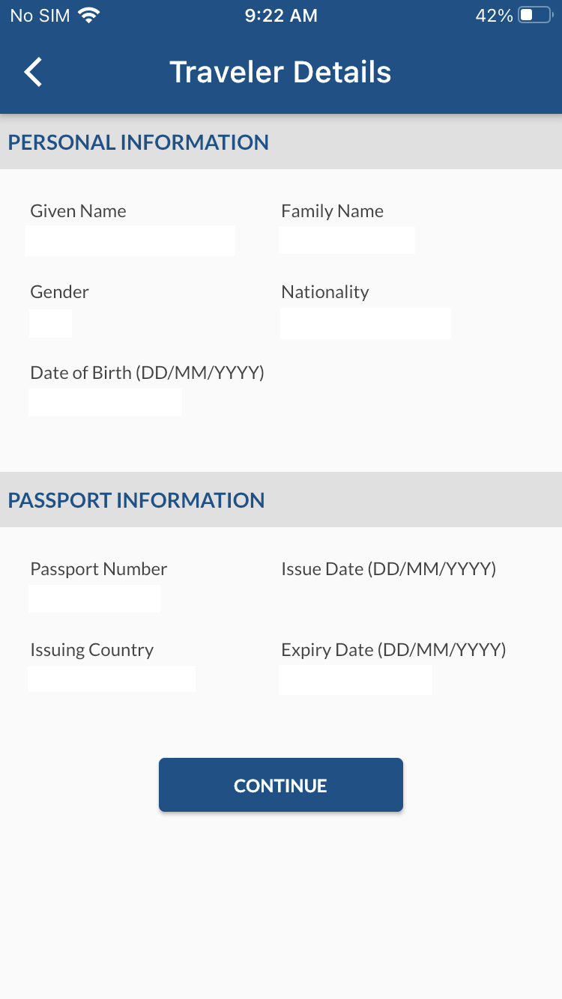 No SIM 9:22 AM 42%
Traveler Details
PERSONAL INFORMATION
Given Name Family Name
Gender Nationality
Date of Birth (DD/MM/YYYY)
PASSPORT INFORMATION
Passport Number Issue Date (DD/MM/YYYY)
Issuing Country Expiry Date (DD/MM/YYYY)
CONTINUE